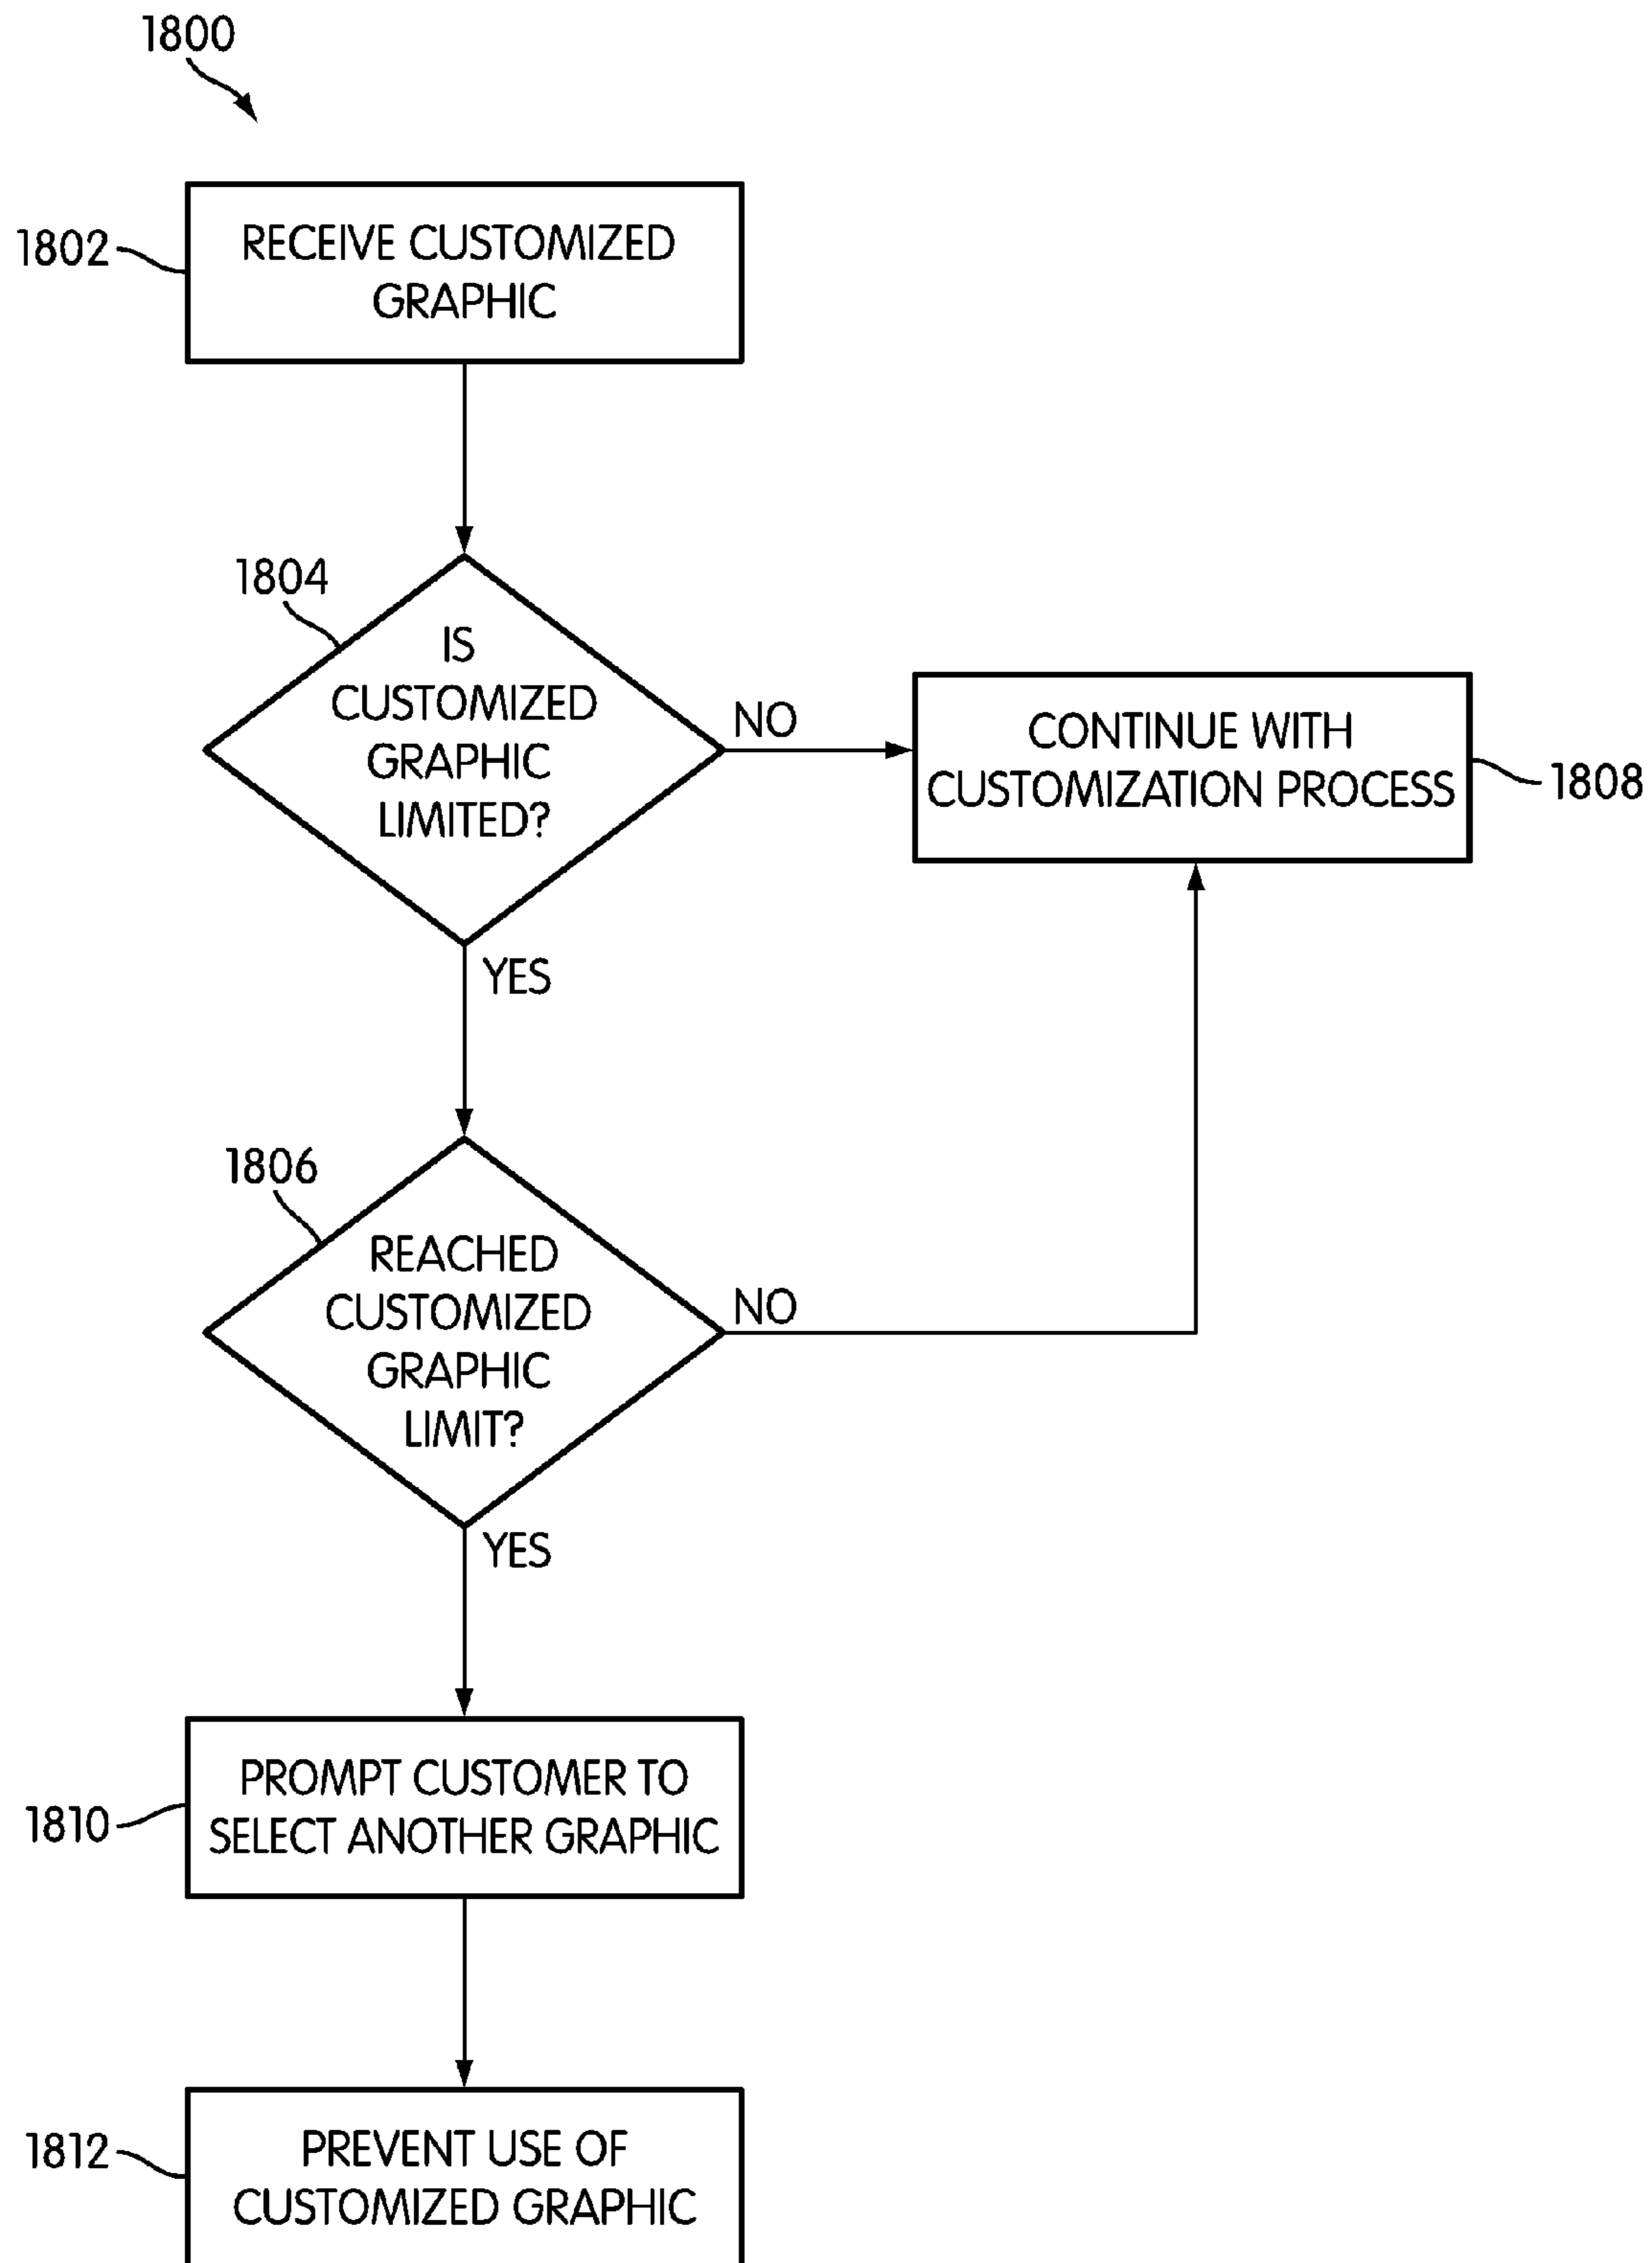 1800
1802
RECEIVE CUSTOMIZED
GRAPHIC
1804
IS
CUSTOMIZED
GRAPHIC
LIMITED?
NO
CONTINUE WITH
CUSTOMIZATION PROCESS
1808
YES
1806
REACHED
CUSTOMIZED
GRAPHIC
LIMIT?
NO
YES
1810
PROMPT CUSTOMER TO
SELECT ANOTHER GRAPHIC
1812
PREVENT USE OF
CUSTOMIZED GRAPHIC